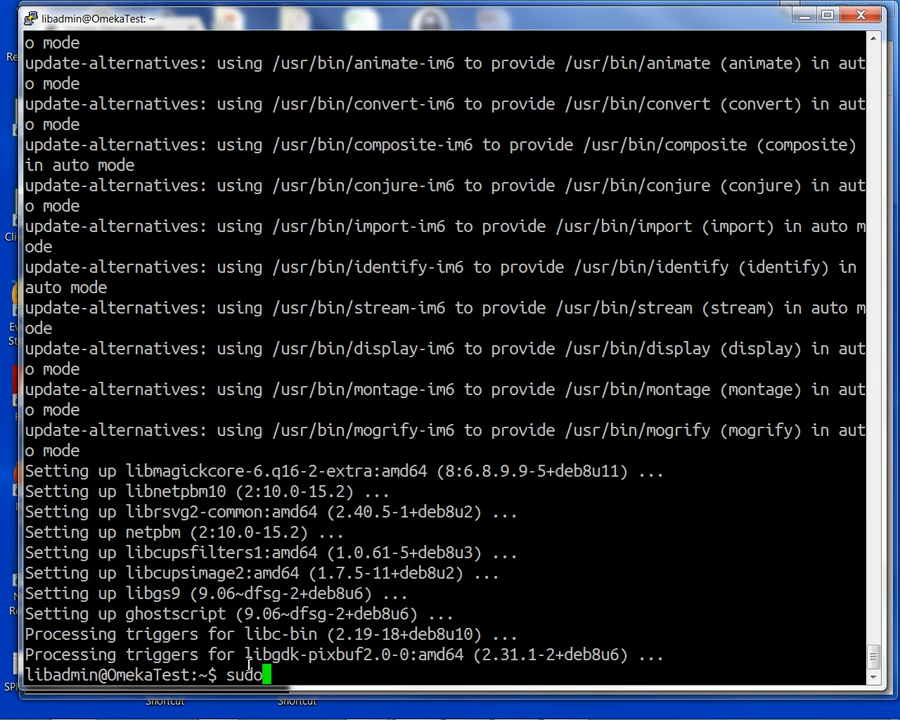 libadmin@OmekaTest: ~
o mode
update-alternatives: using /usr/bin/animate-im6 to provide /usr/bin/animate (animate) in aut
o mode
update-alternatives: using /usr/bin/convert-im6 to provide /usr/bin/convert (convert) in aut
o mode
update-alternatives: using /usr/bin/composite-im6 to provide /usr/bin/composite (composite)
in auto mode
update-alternatives: using /usr/bin/conjure-im6 to provide /usr/bin/conjure (conjure) in aut
o mode
update-alternatives: using /usr/bin/import-im6 to provide /usr/bin/import (import) in auto m
ode
update-alternatives: using /usr/bin/identify-im6 to provide /usr/bin/identify (identify) in
auto mode
update-alternatives: using /usr/bin/stream-im6 to provide /usr/bin/stream (stream) in auto m
ode
update-alternatives: using /usr/bin/display-im6 to provide /usr/bin/display (display) in aut
o mode
update-alternatives: using /usr/bin/montage-im6 to provide /usr/bin/montage (montage) in aut
o mode
update-alternatives: using /usr/bin/mogrify-im6 to provide /usr/bin/mogrify (mogrify) in aut
o mode
Setting up libmagickcore-6.q16-2-extra:amd64 (8:6.8.9.9-5+deb8u11) ...
Setting up libnetpbm10 (2:10.0-15.2) ...
Setting up librsvg2-common:amd64 (2.40.5-1+deb8u2) ...
Setting up netpbm (2:10.0-15.2) ...
Setting up libcupsfilters1:amd64 (1.0.61-5+deb8u3) ...
Setting up libcupsimage2:amd64 (1.7.5-11+deb8u2) ...
Setting up libgs9 (9.06~dfsg-2+deb8u6) ...
Setting up ghostscript (9.06~dfsg-2+deb8u6) ...
Processing triggers for libc-bin (2.19-18+deb8u10) ...
Processing triggers for libgdk-pixbuf2.0-0:amd64 (2.31.1-2+deb8u6) ...
libadmin@OmekaTest:~$ sudo
Shortcut Shortcut